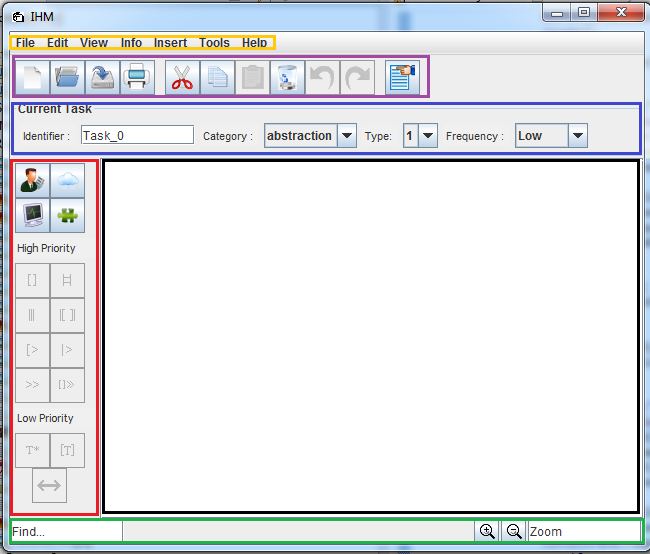 IHM
File Edit View Info Insert Tools Help
Current Task
Identifier : Task_0 Category : abstraction Type: 1 Frequency : Low
High Priority
[] |=|
||| |[]|
[> |>
>> []>>
Low Priority
T* [T]
Find... Zoom